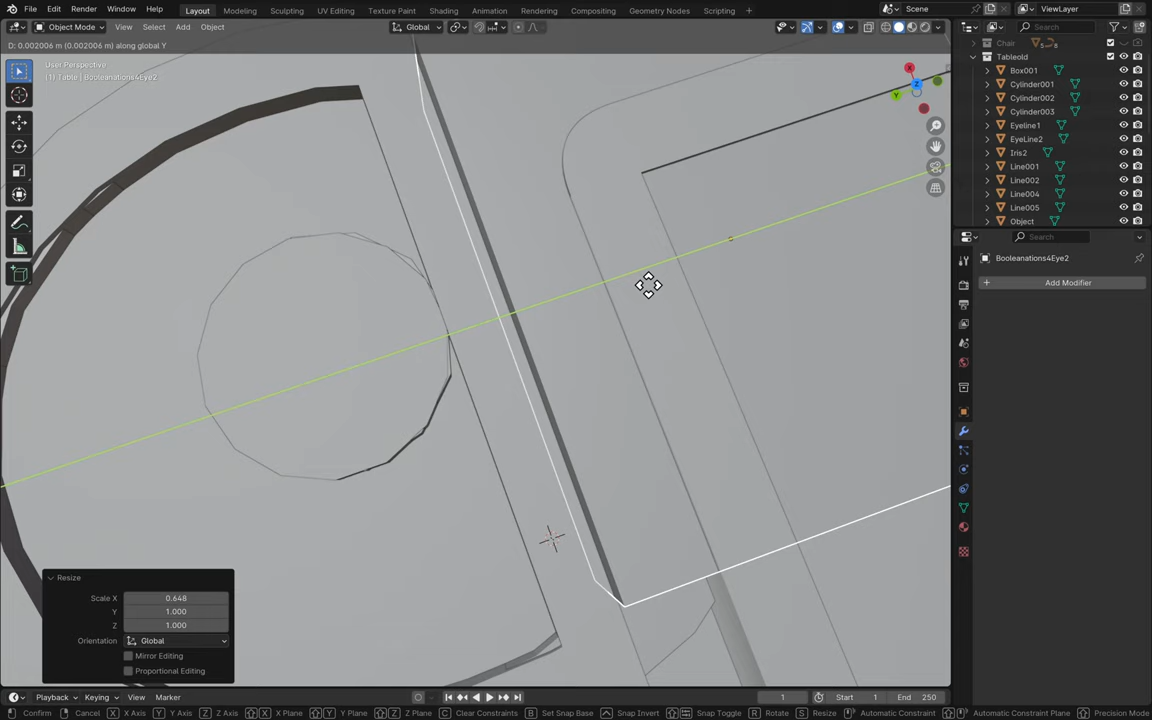 File Edit Render Window Help
Layout Modeling Sculpting UV Editing Texture Paint Shading Animation Rendering Compositing Geometry Nodes Scripting +
Scene ViewLayer
Object Mode View Select Add Object Global
Search
D: 0.002006 m (0.002006 m) along global Y
User Perspective
(1) Table | Booleanations4Eye2
X
Y
Z
Chair 5 8
Tableold
Box001
Cylinder001
Cylinder002
Cylinder003
Eyeline1
EyeLine2
Iris2
Line001
Line002
Line004
Line005
Object
Search
Booleanations4Eye2
+ Add Modifier
Resize
Scale X 0.648
Y 1.000
Z 1.000
Orientation Global
Mirror Editing
Proportional Editing
Playback Keying View Marker 1 Start 1 End 250
Confirm Cancel X X Axis Y Y Axis Z Z Axis X X Plane Y Y Plane Z Z Plane C Clear Constraints B Set Snap Base Snap Invert Snap Toggle G Move R Rotate S Resize Automatic Constraint Automatic Constraint Plane Precision Mode